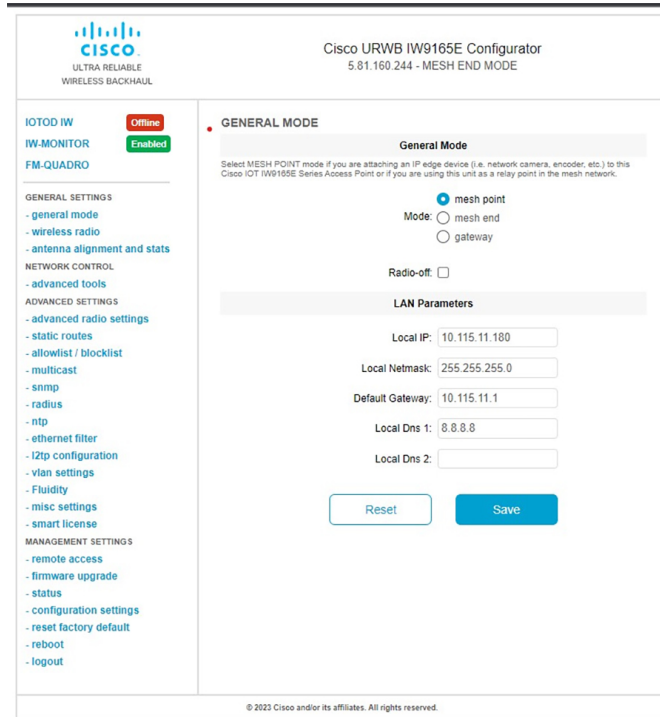 CISCO
ULTRA RELIABLE
WIRELESS BACKHAUL
Cisco URWB IW9165E Configurator
5.81.160.244 - MESH END MODE
IOTOD IW Offline
IW-MONITOR Enabled
FM-QUADRO
GENERAL SETTINGS
- general mode
- wireless radio
- antenna alignment and stats
NETWORK CONTROL
- advanced tools
ADVANCED SETTINGS
- advanced radio settings
- static routes
- allowlist / blocklist
- multicast
- snmp
- radius
- ntp
- ethernet filter
- l2tp configuration
- vlan settings
- Fluidity
- misc settings
- smart license
MANAGEMENT SETTINGS
- remote access
- firmware upgrade
- status
- configuration settings
- reset factory default
- reboot
- logout
GENERAL MODE
General Mode
Select MESH POINT mode if you are attaching an IP edge device (i.e. network camera, encoder, etc.) to this
Cisco IOT IW9165E Series Access Point or if you are using this unit as a relay point in the mesh network.
mesh point
Mode: mesh end
gateway
Radio-off:
LAN Parameters
Local IP: 10.115.11.180
Local Netmask: 255.255.255.0
Default Gateway: 10.115.11.1
Local Dns 1: 8.8.8.8
Local Dns 2:
Reset Save
© 2023 Cisco and/or its affiliates. All rights reserved.